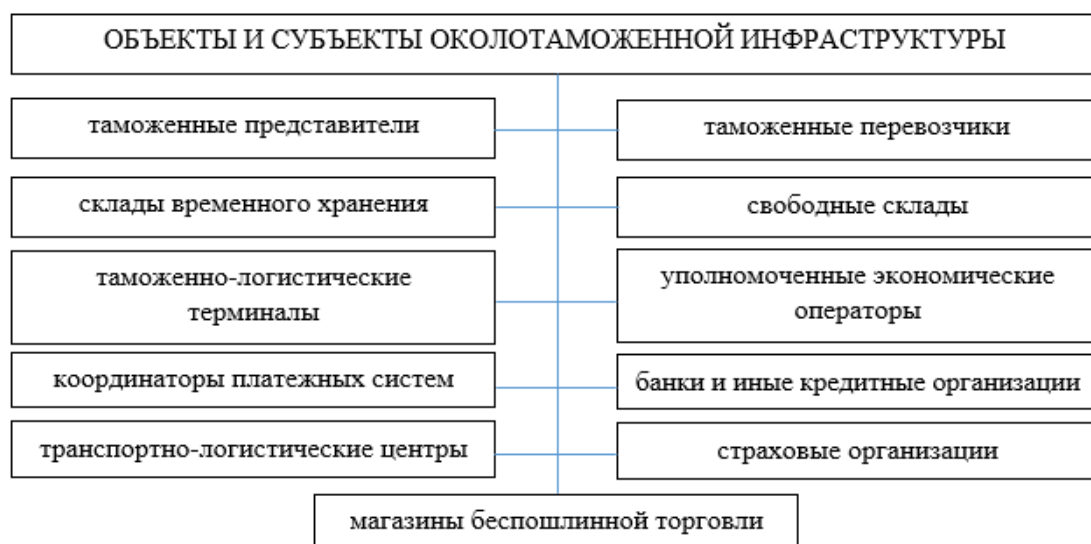 ОБЪЕКТЫ И СУБЪЕКТЫ ОКОЛОТАМОЖЕННОЙ ИНФРАСТРУКТУРЫ
таможенные представители
таможенные перевозчики
склады временного хранения
свободные склады
таможенно-логистические
терминалы
уполномоченные экономические
операторы
координаторы платежных систем
банки и иные кредитные организации
транспортно-логистические центры
страховые организации
магазины беспошлинной торговли